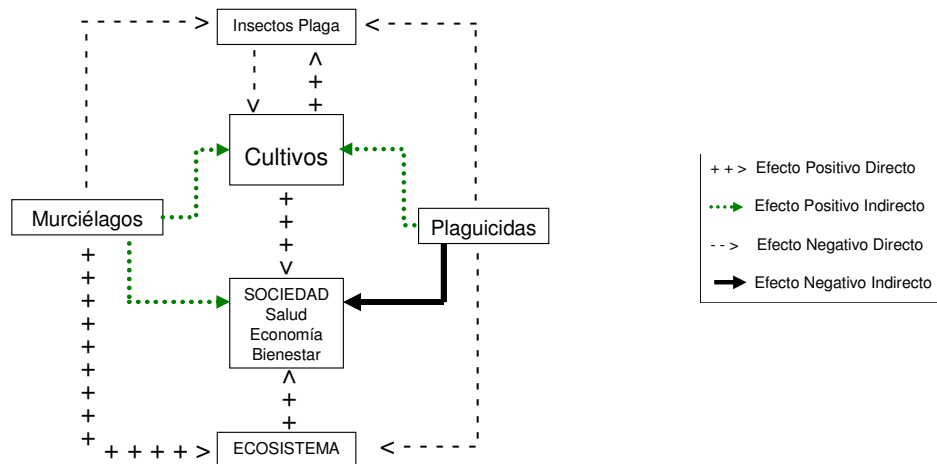 Insectos Plaga
Cultivos
Murciélagos
Plaguicidas
SOCIEDAD
Salud
Economía
Bienestar
ECOSISTEMA
+ + > Efecto Positivo Directo
Efecto Positivo Indirecto
- - > Efecto Negativo Directo
Efecto Negativo Indirecto